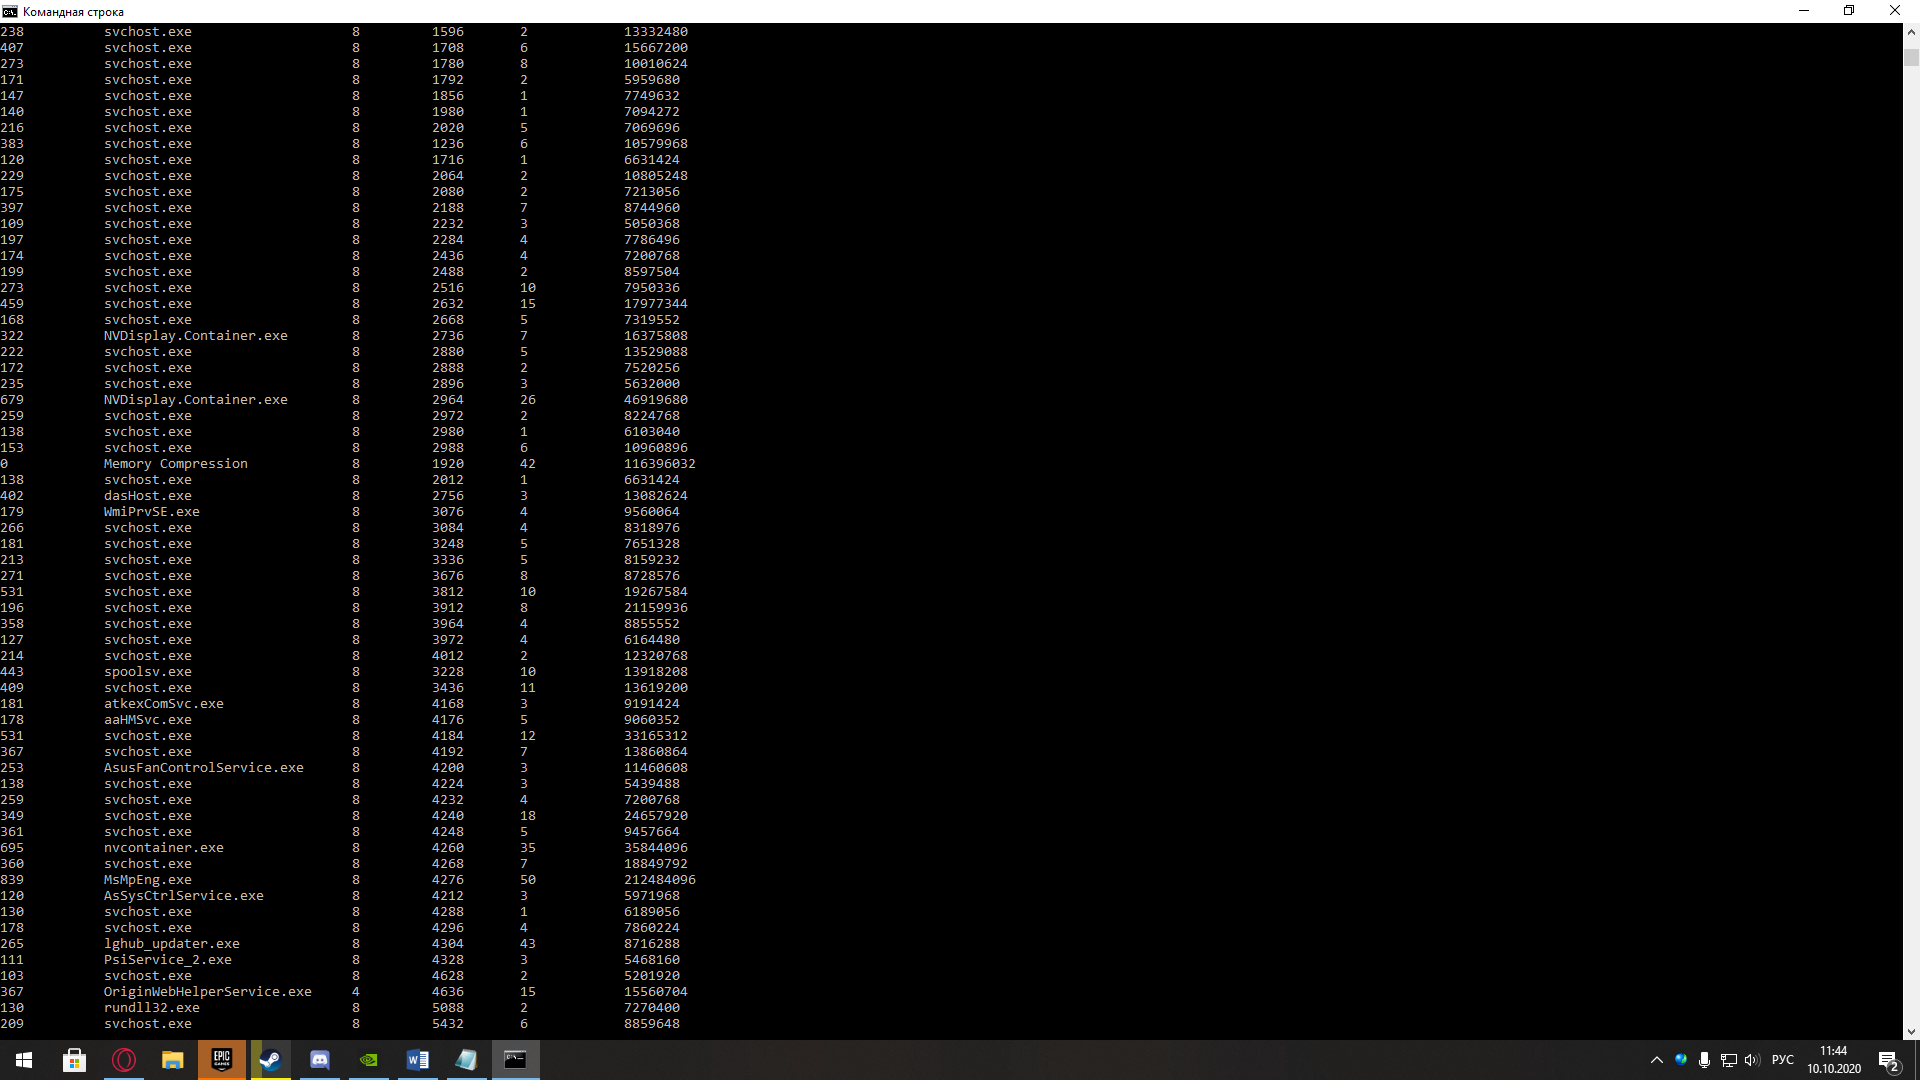 Командная строка
238 svchost.exe 8 1596 2 13332480
407 svchost.exe 8 1708 6 15667200
273 svchost.exe 8 1780 8 10010624
171 svchost.exe 8 1792 2 5959680
147 svchost.exe 8 1856 1 7749632
140 svchost.exe 8 1980 1 7094272
216 svchost.exe 8 2020 5 7069696
383 svchost.exe 8 1236 6 10579968
120 svchost.exe 8 1716 1 6631424
229 svchost.exe 8 2064 2 10805248
175 svchost.exe 8 2080 2 7213056
397 svchost.exe 8 2188 7 8744960
109 svchost.exe 8 2232 3 5050368
197 svchost.exe 8 2284 4 7786496
174 svchost.exe 8 2436 4 7200768
199 svchost.exe 8 2488 2 8597504
273 svchost.exe 8 2516 10 7950336
459 svchost.exe 8 2632 15 17977344
168 svchost.exe 8 2668 5 7319552
322 NVDisplay.Container.exe 8 2736 7 16375808
222 svchost.exe 8 2880 5 13529088
172 svchost.exe 8 2888 2 7520256
235 svchost.exe 8 2896 3 5632000
679 NVDisplay.Container.exe 8 2964 26 46919680
259 svchost.exe 8 2972 2 8224768
138 svchost.exe 8 2980 1 6103040
153 svchost.exe 8 2988 6 10960896
0 Memory Compression 8 1920 42 116396032
138 svchost.exe 8 2012 1 6631424
402 dasHost.exe 8 2756 3 13082624
179 WmiPrvSE.exe 8 3076 4 9560064
266 svchost.exe 8 3084 4 8318976
181 svchost.exe 8 3248 5 7651328
213 svchost.exe 8 3336 5 8159232
271 svchost.exe 8 3676 8 8728576
531 svchost.exe 8 3812 10 19267584
196 svchost.exe 8 3912 8 21159936
358 svchost.exe 8 3964 4 8855552
127 svchost.exe 8 3972 4 6164480
214 svchost.exe 8 4012 2 12320768
443 spoolsv.exe 8 3228 10 13918208
409 svchost.exe 8 3436 11 13619200
181 atkexComSvc.exe 8 4168 3 9191424
178 aaHMSvc.exe 8 4176 5 9060352
531 svchost.exe 8 4184 12 33165312
367 svchost.exe 8 4192 7 13860864
253 AsusFanControlService.exe 8 4200 3 11460608
138 svchost.exe 8 4224 3 5439488
259 svchost.exe 8 4232 4 7200768
349 svchost.exe 8 4240 18 24657920
361 svchost.exe 8 4248 5 9457664
695 nvcontainer.exe 8 4260 35 35844096
360 svchost.exe 8 4268 7 18849792
839 MsMpEng.exe 8 4276 50 212484096
120 AsSysCtrlService.exe 8 4212 3 5971968
130 svchost.exe 8 4288 1 6189056
178 svchost.exe 8 4296 4 7860224
265 lghub_updater.exe 8 4304 43 8716288
111 PsiService_2.exe 8 4328 3 5468160
103 svchost.exe 8 4628 2 5201920
367 OriginWebHelperService.exe 4 4636 15 15560704
130 rundll32.exe 8 5088 2 7270400
209 svchost.exe 8 5432 6 8859648
EPIC GAMES
РУС
11:44
10.10.2020
2